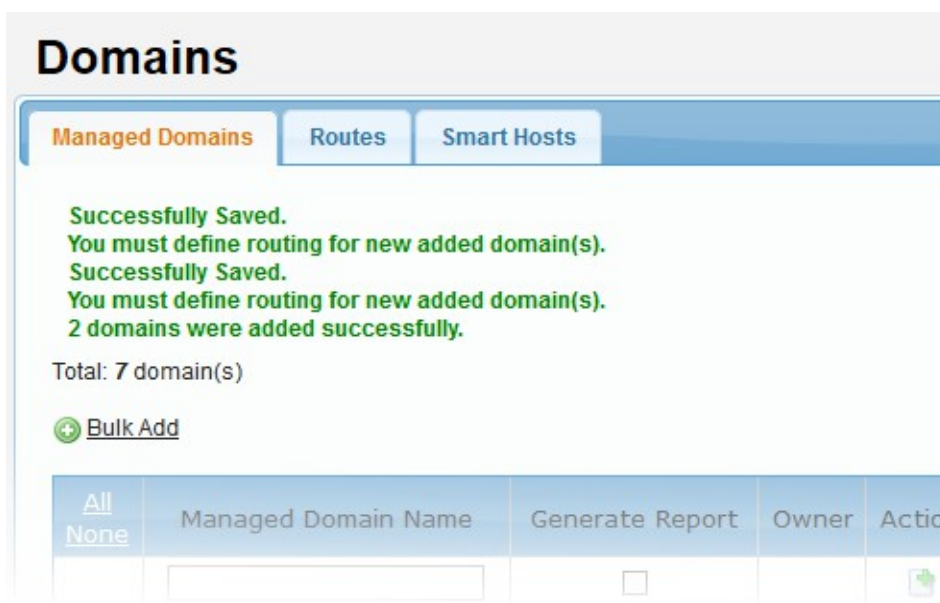 Domains
Managed Domains Routes Smart Hosts
Successfully Saved.
You must define routing for new added domain(s).
Successfully Saved.
You must define routing for new added domain(s).
2 domains were added successfully.
Total: 7 domain(s)
Bulk Add
All
None
Managed Domain Name Generate Report Owner Actio